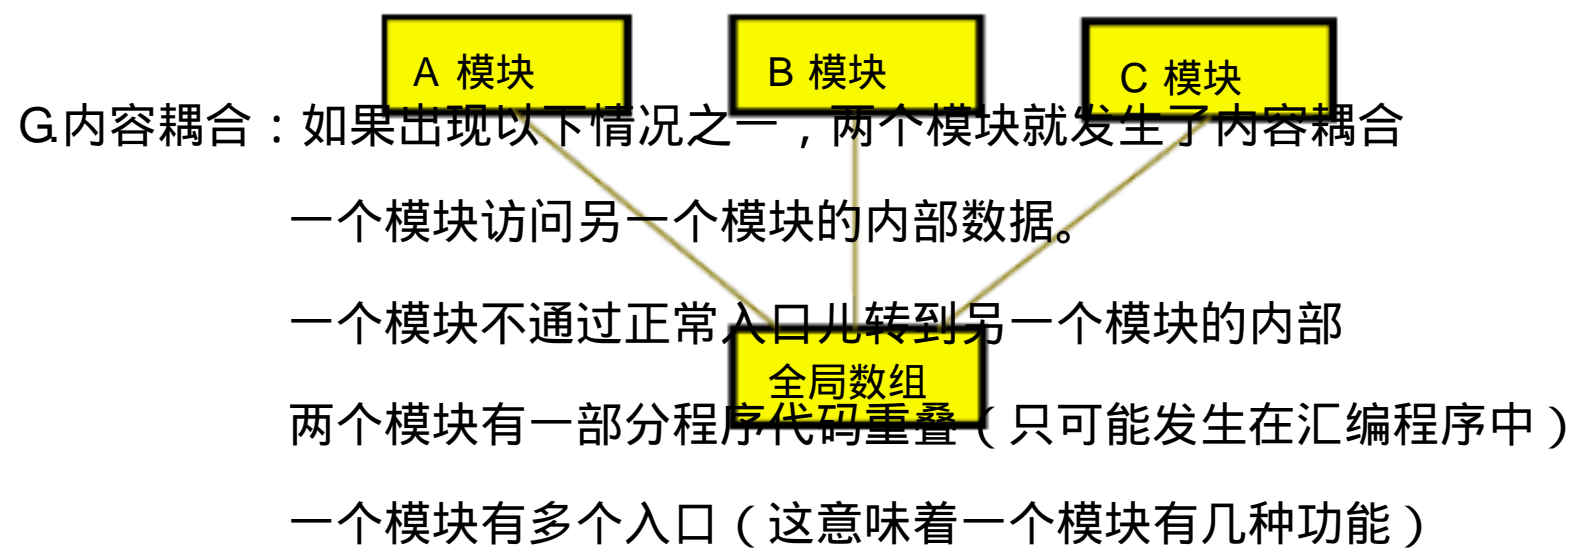 A 模块
B 模块
C 模块
G.内容耦合：如果出现以下情况之一，两个模块就发生了内容耦合
一个模块访问另一个模块的内部数据。
一个模块不通过正常入口儿转到另一个模块的内部
全局数组
两个模块有一部分程序代码重叠（只可能发生在汇编程序中）
一个模块有多个入口（这意味着一个模块有几种功能）